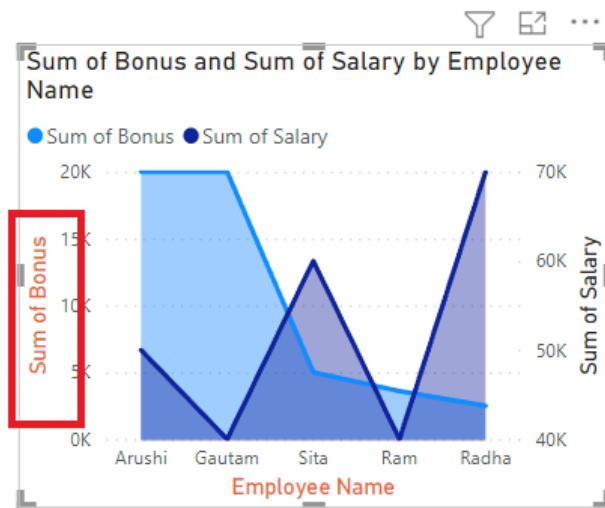 Sum of Bonus and Sum of Salary by Employee
Name
Sum of Bonus Sum of Salary
20K
15K
10K
5K
0K
Sum of Bonus
70K
60K
50K
40K
Sum of Salary
Arushi Gautam Sita Ram Radha
Employee Name